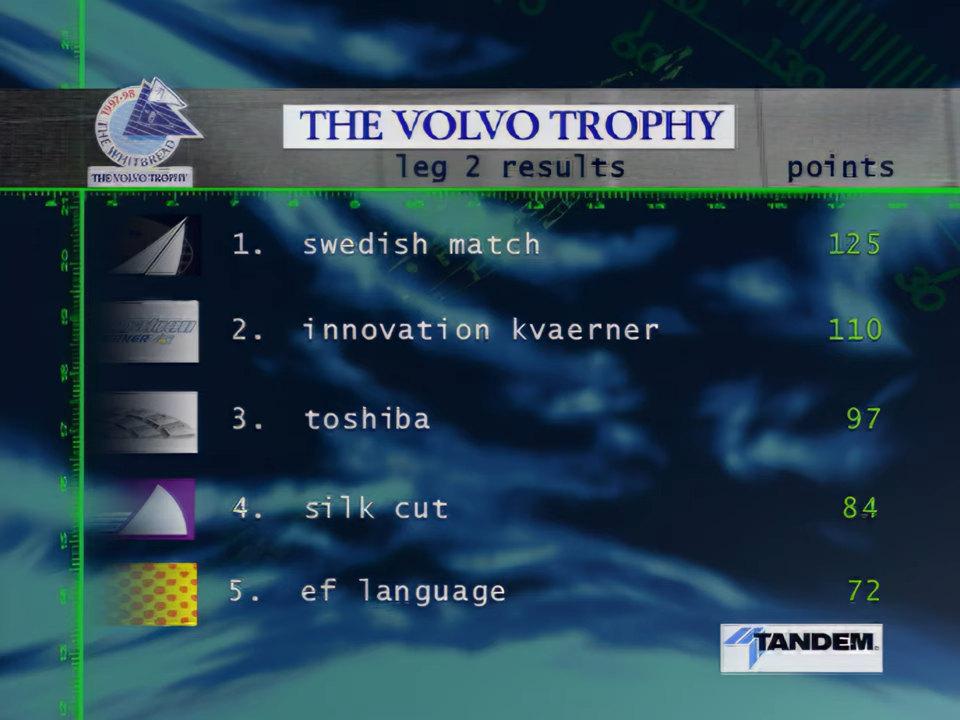 1997-98
THE WHITBREAD
THE VOLVO TROPHY
THE VOLVO TROPHY
leg 2 results points
1. swedish match 125
2. innovation kvaerner 110
3. toshiba 97
4. silk cut 84
5. ef language 72
TANDEM